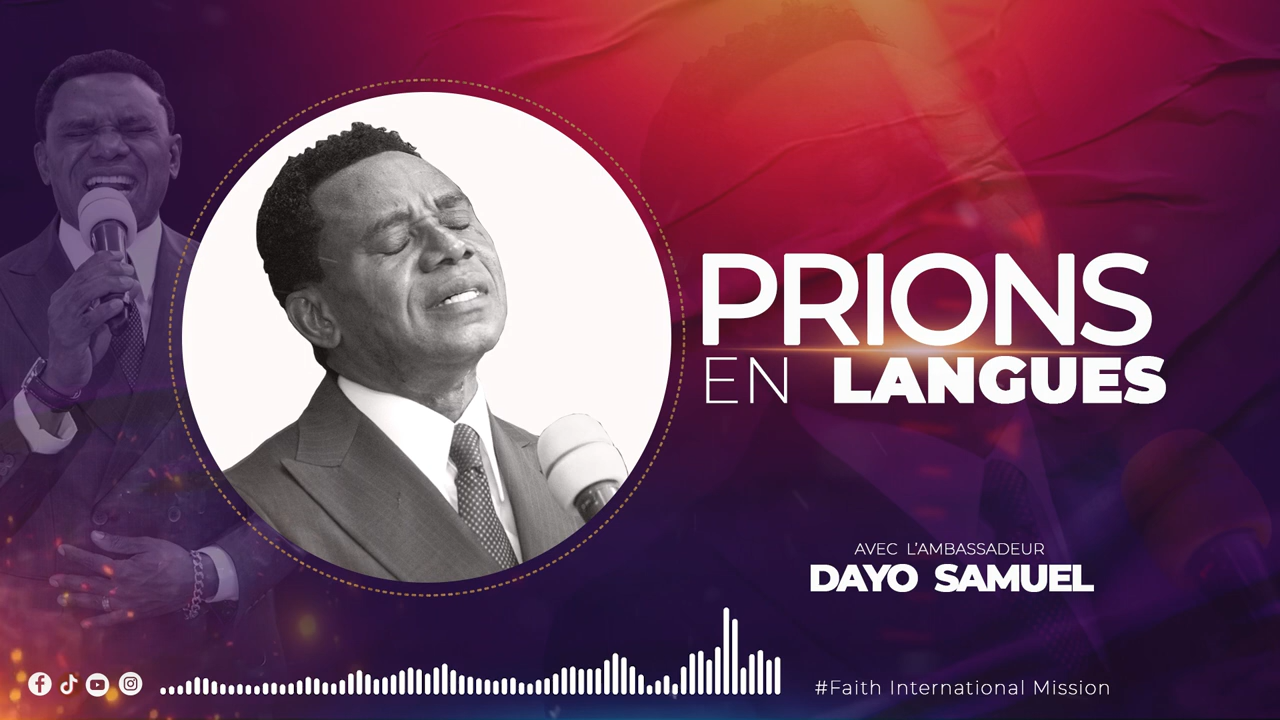 PRIONS
EN LANGUES
AVEC L'AMBASSADEUR
DAYO SAMUEL
#Faith International Mission